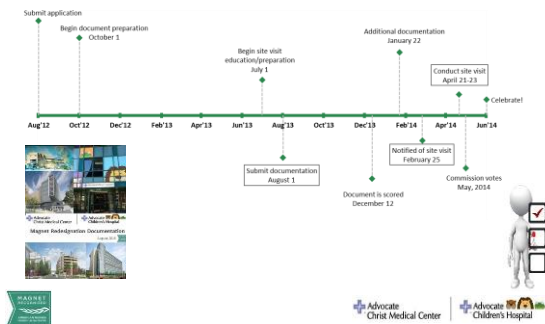 Submit application
Begin document preparation
October 1
Begin site visit
education/preparation
July 1
Additional documentation
January 22
Conduct site visit
April 21-23
Celebrate!
Aug'12
Oct'12
Dec'12
Feb'13
Apr'13
Jun'13
Aug'13
Oct'13
Dec'13
Feb'14
Apr'14
Jun'14
Submit documentation
August 1
Document is scored
December 12
Notified of site visit
February 25
Commission votes
May, 2014
Advocate
Christ Medical Center
Advocate
Children's Hospital
Magnet Redesignation Documentation
MAGNET
RECOGNIZED
Advocate
Christ Medical Center
Advocate
Children's Hospital